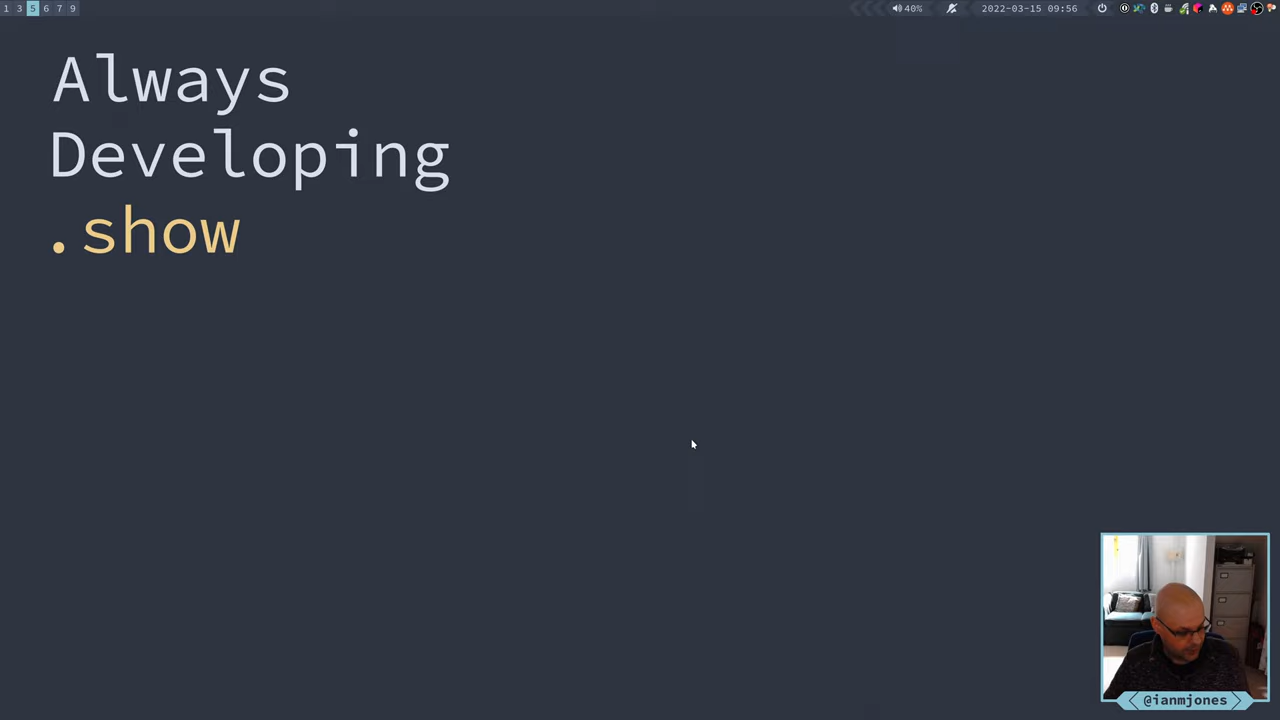 1 3 5 6 7 9
40%
2022-03-15 09:56
Always
Developing
.show
@ianmjones